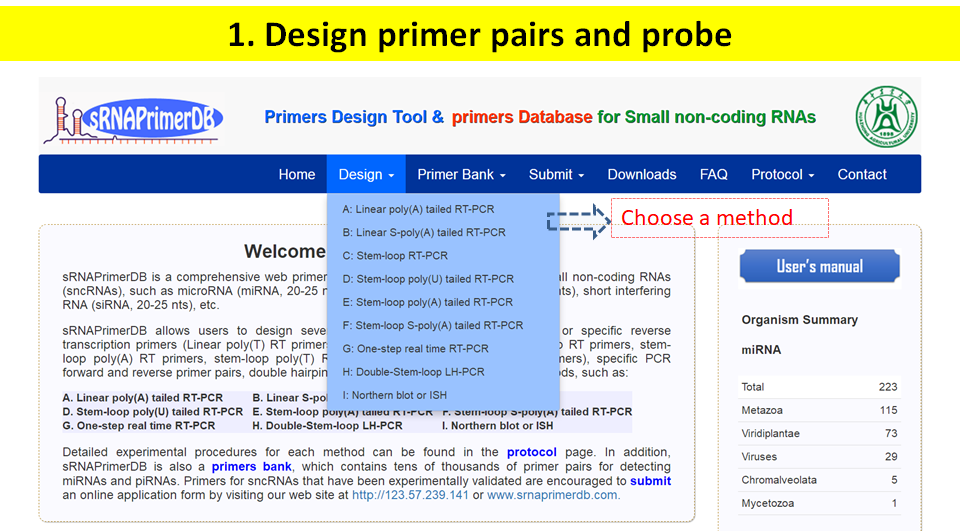 1. Design primer pairs and probe
sRNAPrimerDB
Primers Design Tool & primers Database for Small non-coding RNAs
1898
Home Design Primer Bank Submit Downloads FAQ Protocol Contact
A: Linear poly(A) tailed RT-PCR
B: Linear S-poly(A) tailed RT-PCR
C: Stem-loop RT-PCR
D: Stem-loop poly(U) tailed RT-PCR
E: Stem-loop poly(A) tailed RT-PCR
F: Stem-loop S-poly(A) tailed RT-PCR
G: One-step real time RT-PCR
H: Double-Stem-loop LH-PCR
I: Northern blot or ISH
Choose a method
Welcome
sRNAPrimerDB is a comprehensive web primer all non-coding RNAs
(sncRNAs), such as microRNA (miRNA, 20-25 nts), short interfering
RNA (siRNA, 20-25 nts), etc.
sRNAPrimerDB allows users to design seve or specific reverse
transcription primers (Linear poly(T) RT primers RT primers, stem-
loop poly(A) RT primers, stem-loop poly(T) R), specific PCR
forward and reverse primer pairs, double hairpin, such as:
A. Linear poly(A) tailed RT-PCR B. Linear S-pol
D. Stem-loop poly(U) tailed RT-PCR E. Stem-loop poly(A) tailed RT-PCR F. Stem-loop S-poly(A) tailed RT-PCR
G. One-step real time RT-PCR H. Double-Stem-loop LH-PCR I. Northern blot or ISH
Detailed experimental procedures for each method can be found in the protocol page. In addition,
sRNAPrimerDB is also a primers bank, which contains tens of thousands of primer pairs for detecting
miRNAs and piRNAs. Primers for sncRNAs that have been experimentally validated are encouraged to submit
an online application form by visiting our web site at http://123.57.239.141 or www.srnaprimerdb.com.
User's manual
Organism Summary
miRNA
Total 223
Metazoa 115
Viridiplantae 73
Viruses 29
Chromalveolata 5
Mycetozoa 1